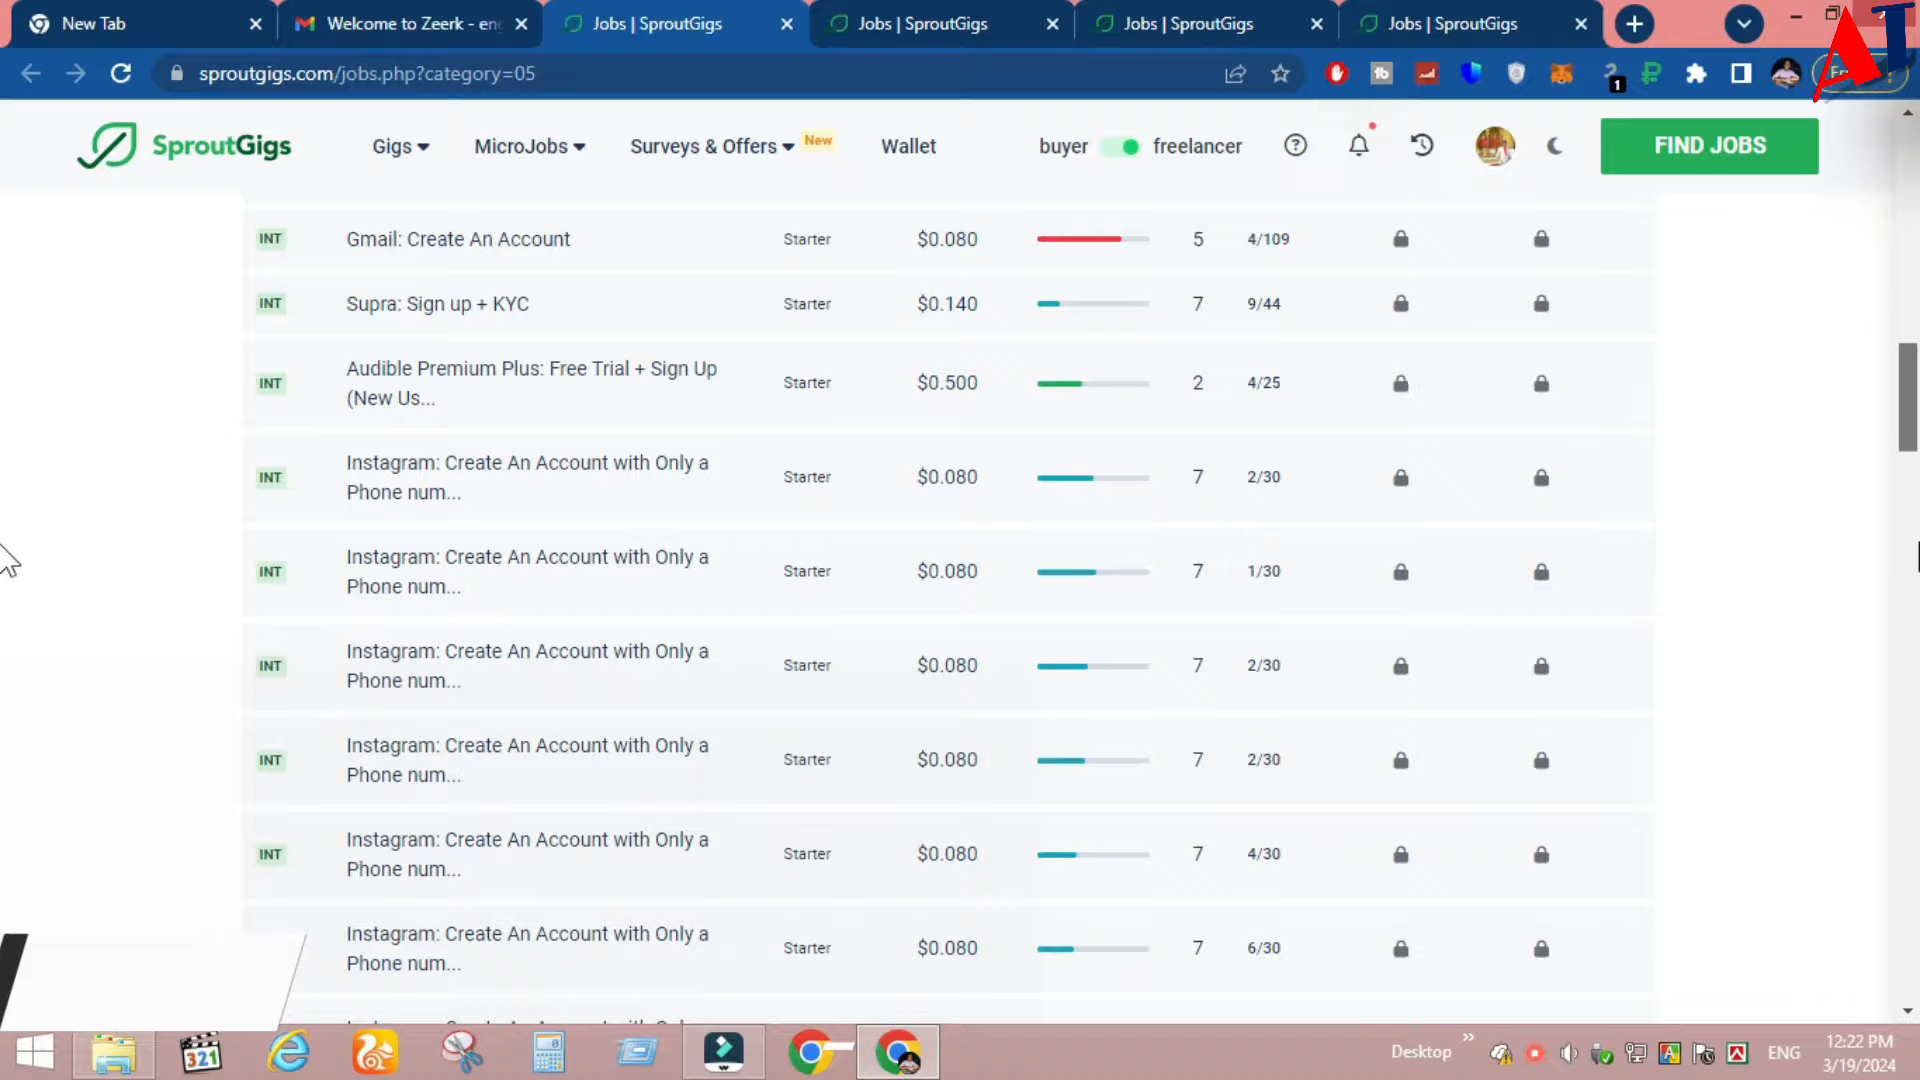 New Tab
Welcome to Zeerk - en
Jobs | SproutGigs
Jobs | SproutGigs
Jobs | SproutGigs
Jobs | SproutGigs
AT
sproutgigs.com/jobs.php?category=05
1
SproutGigs
Gigs
MicroJobs
Surveys & Offers
New
Wallet
buyer
freelancer
FIND JOBS
INT Gmail: Create An Account Starter $0.080 5 4/109
INT Supra: Sign up + KYC Starter $0.140 7 9/44
INT Audible Premium Plus: Free Trial + Sign Up Starter $0.500 2 4/25
(New Us...
INT Instagram: Create An Account with Only a Starter $0.080 7 2/30
Phone num...
INT Instagram: Create An Account with Only a Starter $0.080 7 1/30
Phone num...
INT Instagram: Create An Account with Only a Starter $0.080 7 2/30
Phone num...
INT Instagram: Create An Account with Only a Starter $0.080 7 2/30
Phone num...
INT Instagram: Create An Account with Only a Starter $0.080 7 4/30
Phone num...
Instagram: Create An Account with Only a Starter $0.080 7 6/30
Phone num...
321
Desktop
ENG
12:22 PM
3/19/2024